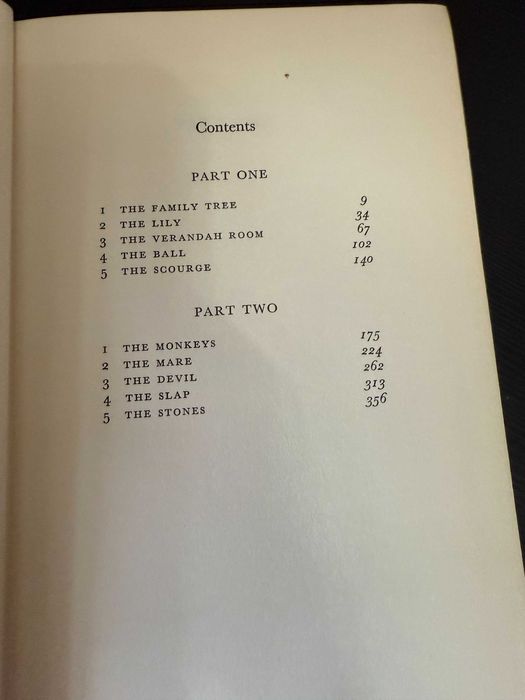 Contents
PART ONE
1 THE FAMILY TREE 9
2 THE LILY 34
3 THE VERANDAH ROOM 67
4 THE BALL 102
5 THE SCOURGE 140
PART TWO
1 THE MONKEYS 175
2 THE MARE 224
3 THE DEVIL 262
4 THE SLAP 313
5 THE STONES 356